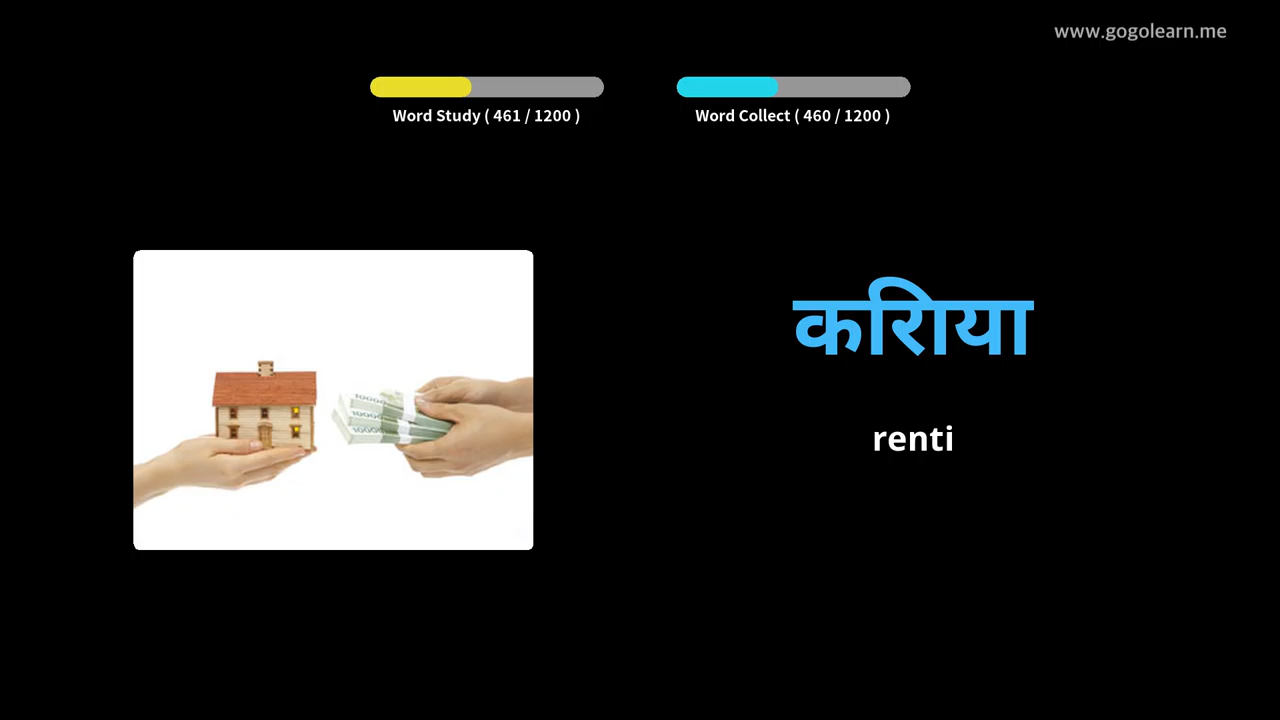 www.gogolearn.me
Word Study ( 461 / 1200 )
Word Collect ( 460 / 1200 )
करिाया
renti